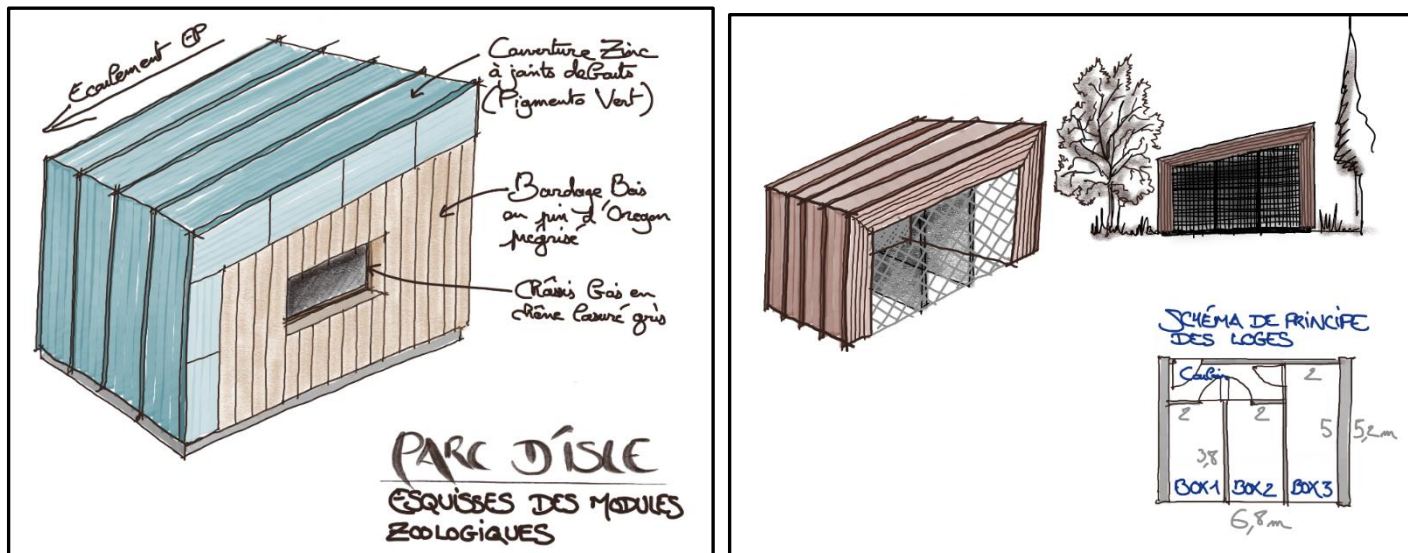 Ecoulement EP
Couverture Zinc
à joints debouts
(Pigmento Vert)
Bardage Bois
en pin d'Oregon
prégrisé
Châssis bois en
chêne lasuré gris
PARC D'ISLE
ESQUISSES DES MODULES
ZOOLOGIQUES
SCHÉMA DE PRINCIPE
DES LOGES
2
2
2
5
5,2m
3,8
BOX1
BOX2
BOX3
6,8m